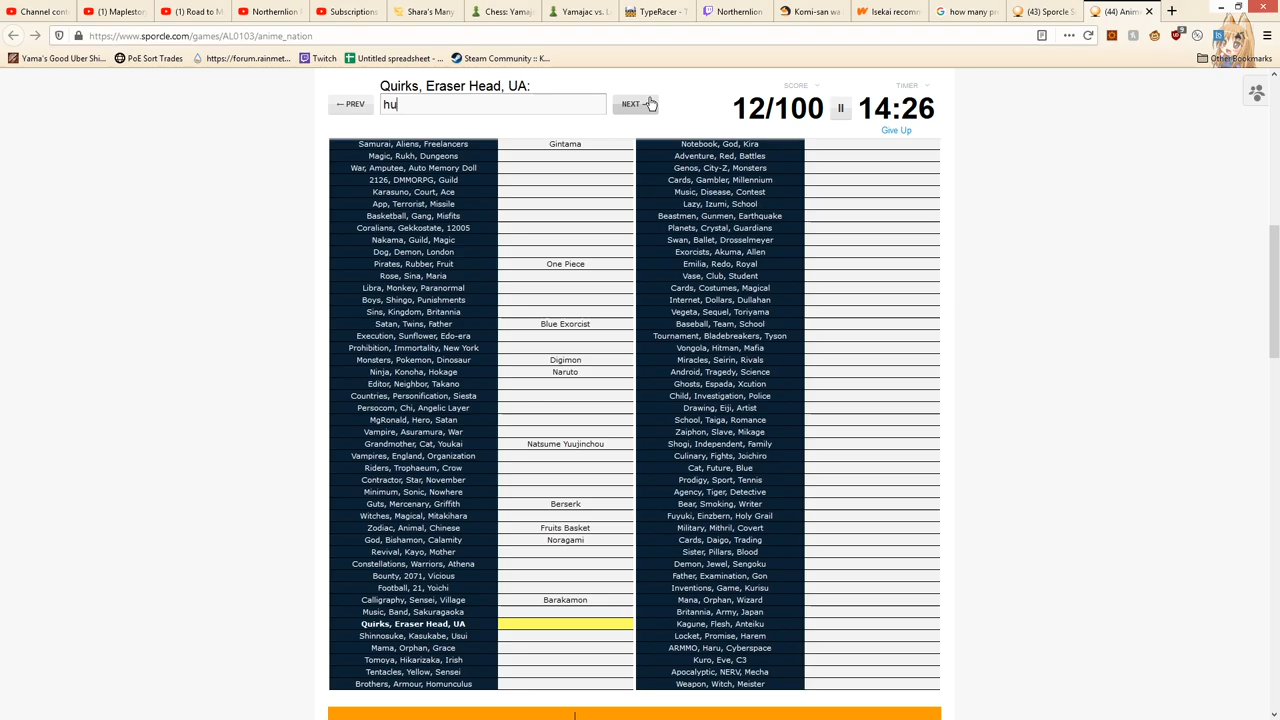 Channel cont
(1) Maplestor
(1) Road to M
Northernlion F
Subscriptions
Shara's Many
Chess: Yamaja
Yamajac vs. L
TypeRacer - T
Northernlion
Komi-san wa
Isekai recomm
how many pr
(43) Sporcle S
(44) Anime
https://www.sporcle.com/games/AL0103/anime_nation
Yama's Good Uber Shi...
PoE Sort Trades
https://forum.rainmet...
Twitch
Untitled spreadsheet -...
Steam Community :: K...
Other Bookmarks
Quirks, Eraser Head, UA:
hu
← PREV
NEXT
SCORE
12/100
TIMER
14:26
Give Up
Samurai, Aliens, Freelancers Gintama
Magic, Rukh, Dungeons
War, Amputee, Auto Memory Doll
2126, DMMORPG, Guild
Karasuno, Court, Ace
App, Terrorist, Missile
Basketball, Gang, Misfits
Coralians, Gekkostate, 12005
Nakama, Guild, Magic
Dog, Demon, London
Pirates, Rubber, Fruit One Piece
Rose, Sina, Maria
Libra, Monkey, Paranormal
Boys, Shingo, Punishments
Sins, Kingdom, Britannia
Satan, Twins, Father Blue Exorcist
Execution, Sunflower, Edo-era
Prohibition, Immortality, New York
Monsters, Pokemon, Dinosaur Digimon
Ninja, Konoha, Hokage Naruto
Editor, Neighbor, Takano
Countries, Personification, Siesta
Persocom, Chi, Angelic Layer
MgRonald, Hero, Satan
Vampire, Asuramura, War
Grandmother, Cat, Youkai Natsume Yuujinchou
Vampires, England, Organization
Riders, Trophaeum, Crow
Contractor, Star, November
Minimum, Sonic, Nowhere
Guts, Mercenary, Griffith Berserk
Witches, Magical, Mitakihara
Zodiac, Animal, Chinese Fruits Basket
God, Bishamon, Calamity Noragami
Revival, Kayo, Mother
Constellations, Warriors, Athena
Bounty, 2071, Vicious
Football, 21, Yoichi
Calligraphy, Sensei, Village Barakamon
Music, Band, Sakuragaoka
Quirks, Eraser Head, UA
Shinnosuke, Kasukabe, Usui
Mama, Orphan, Grace
Tomoya, Hikarizaka, Irish
Tentacles, Yellow, Sensei
Brothers, Armour, Homunculus
Notebook, God, Kira
Adventure, Red, Battles
Genos, City-Z, Monsters
Cards, Gambler, Millennium
Music, Disease, Contest
Lazy, Izumi, School
Beastmen, Gunmen, Earthquake
Planets, Crystal, Guardians
Swan, Ballet, Drosselmeyer
Exorcists, Akuma, Allen
Emilia, Redo, Royal
Vase, Club, Student
Cards, Costumes, Magical
Internet, Dollars, Dullahan
Vegeta, Sequel, Toriyama
Baseball, Team, School
Tournament, Bladebreakers, Tyson
Vongola, Hitman, Mafia
Miracles, Seirin, Rivals
Android, Tragedy, Science
Ghosts, Espada, Xcution
Child, Investigation, Police
Drawing, Eiji, Artist
School, Taiga, Romance
Zaiphon, Slave, Mikage
Shogi, Independent, Family
Culinary, Fights, Joichiro
Cat, Future, Blue
Prodigy, Sport, Tennis
Agency, Tiger, Detective
Bear, Smoking, Writer
Fuyuki, Einzbern, Holy Grail
Military, Mithril, Covert
Cards, Daigo, Trading
Sister, Pillars, Blood
Demon, Jewel, Sengoku
Father, Examination, Gon
Inventions, Game, Kurisu
Mana, Orphan, Wizard
Britannia, Army, Japan
Kagune, Flesh, Anteiku
Locket, Promise, Harem
ARMMO, Haru, Cyberspace
Kuro, Eve, C3
Apocalyptic, NERV, Mecha
Weapon, Witch, Meister